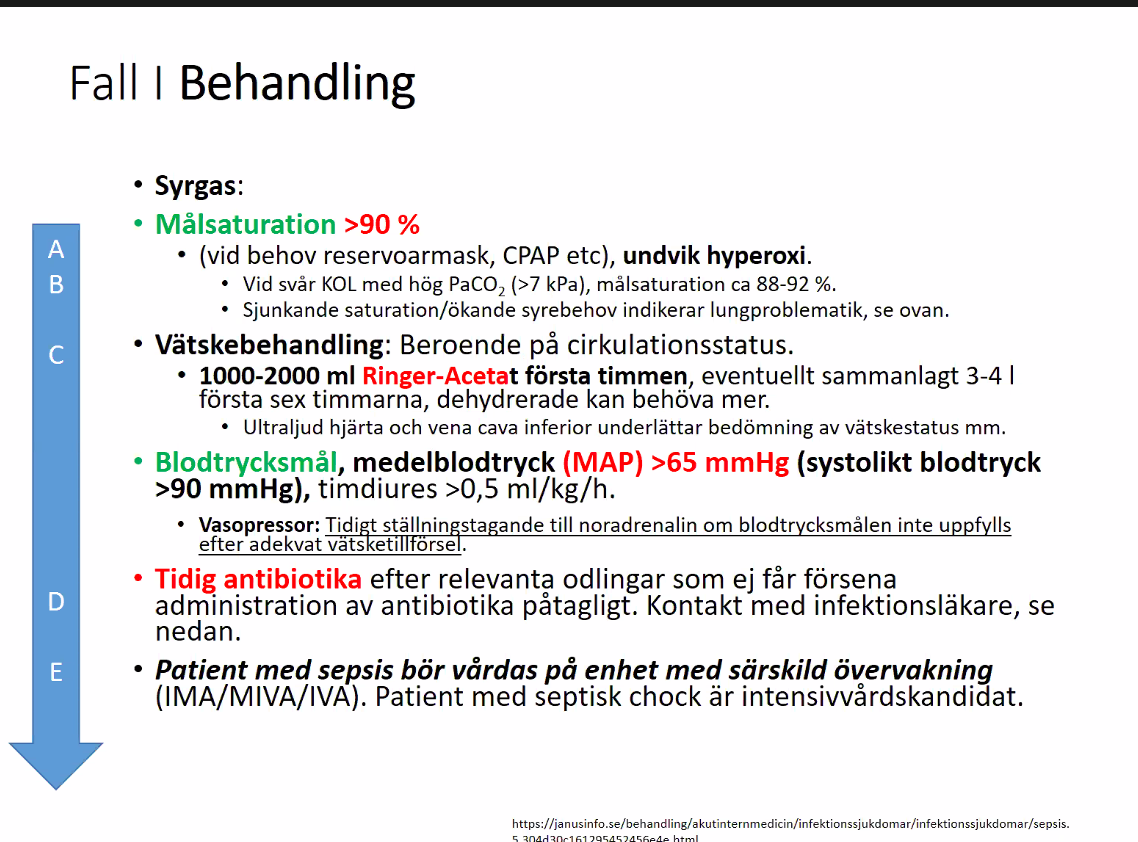 Fall I Behandling
• Syrgas:
• Målsaturation >90 %
• (vid behov reservoarmask, CPAP etc), undvik hyperoxi.
• Vid svår KOL med hög PaCO₂ (>7 kPa), målsaturation ca 88-92 %.
• Sjunkande saturation/ökande syrebehov indikerar lungproblematik, se ovan.
• Vätskebehandling: Beroende på cirkulationsstatus.
• 1000-2000 ml Ringer-Acetat första timmen, eventuellt sammanlagt 3-4 l
första sex timmarna, dehydrerade kan behöva mer.
• Ultraljud hjärta och vena cava inferior underlättar bedömning av vätskestatus mm.
• Blodtrycksmål, medelblodtryck (MAP) >65 mmHg (systolikt blodtryck
>90 mmHg), timdiures >0,5 ml/kg/h.
• Vasopressor: Tidigt ställningstagande till noradrenalin om blodtrycksmålen inte uppfylls
efter adekvat vätsketillförsel.
• Tidig antibiotika efter relevanta odlingar som ej får försena
administration av antibiotika påtagligt. Kontakt med infektionsläkare, se
nedan.
• Patient med sepsis bör vårdas på enhet med särskild övervakning
(IMA/MIVA/IVA). Patient med septisk chock är intensivvårdskandidat.
A
B
C
D
E
https://janusinfo.se/behandling/akutinternmedicin/infektionssjukdomar/infektionssjukdomar/sepsis.
5.304d30c161295452456e4e.html